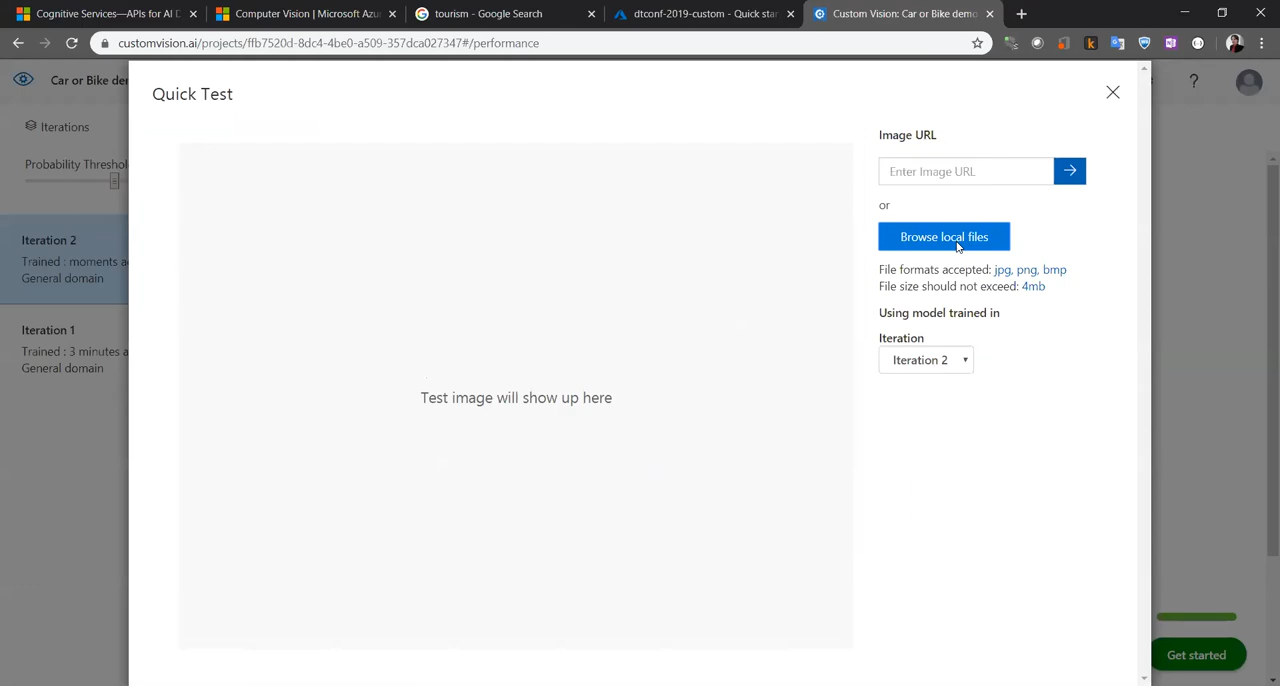 Cognitive Services—APIs for AI D
Computer Vision | Microsoft Azu
tourism - Google Search
dtconf-2019-custom - Quick star
Custom Vision: Car or Bike demo
customvision.ai/projects/ffb7520d-8dc4-4be0-a509-357dca027347#/performance
Car or Bike den
?
Iterations
Probability Threshol
Iteration 2
Trained : moments a
General domain
Iteration 1
Trained : 3 minutes a
General domain
Quick Test
Test image will show up here
Image URL
Enter Image URL
or
Browse local files
File formats accepted: jpg, png, bmp
File size should not exceed: 4mb
Using model trained in
Iteration
Iteration 2
Get started